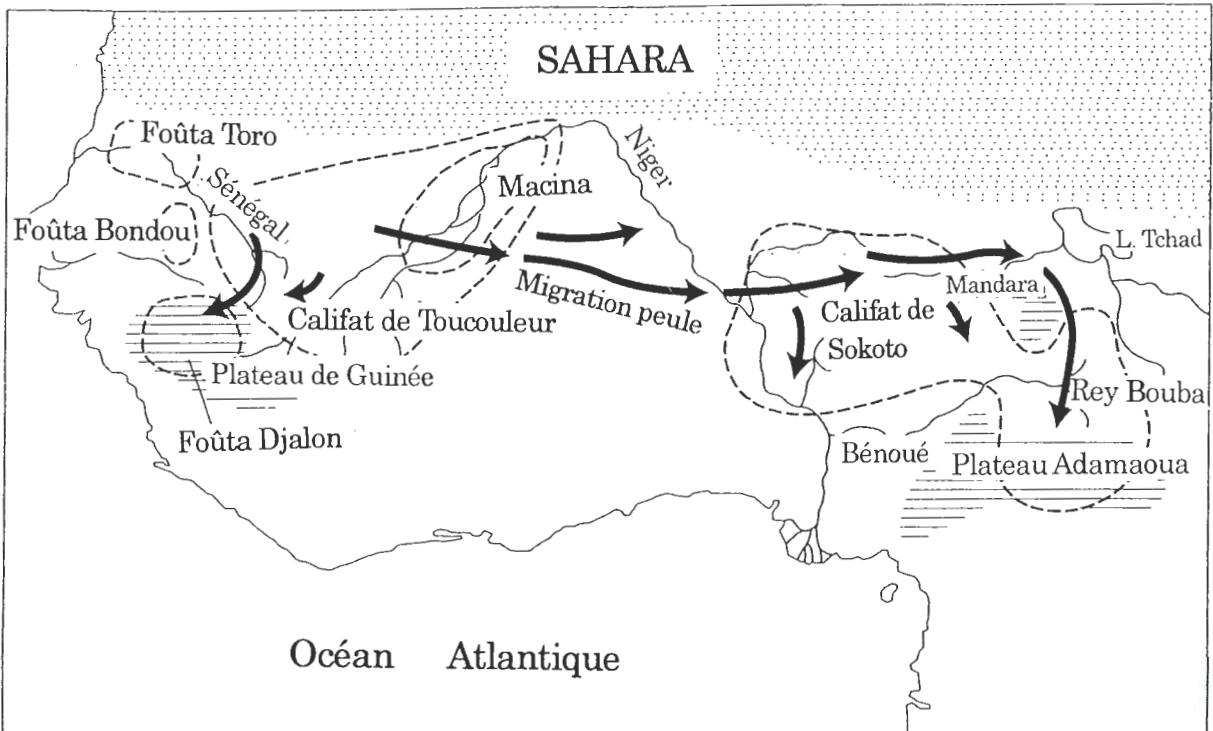 SAHARA
Foûta Toro
Niger
Sénégal
Macina
Foûta Bondou
L. Tchad
Migration peule
Mandara
Califat de Toucouleur
Califat de
Sokoto
Plateau de Guinée
Rey Bouba
Foûta Djalon
Bénoué
Plateau Adamaoua
Océan Atlantique